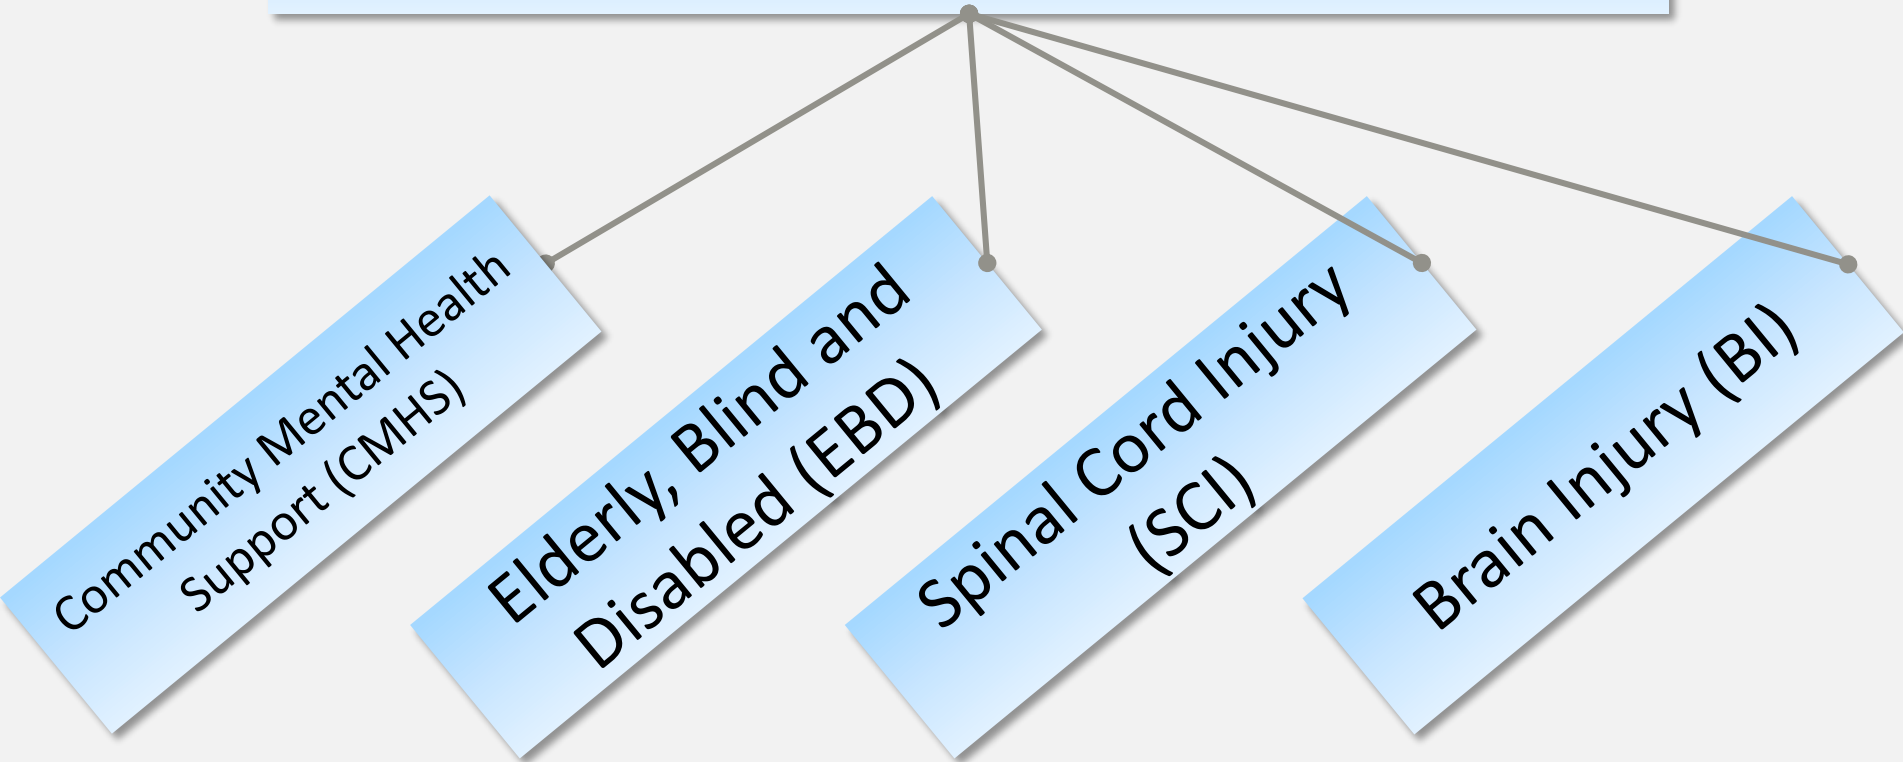 Community Mental Health
Support (CMHS)
Elderly, Blind and
Disabled (EBD)
Spinal Cord Injury
(SCI)
Brain Injury (BI)